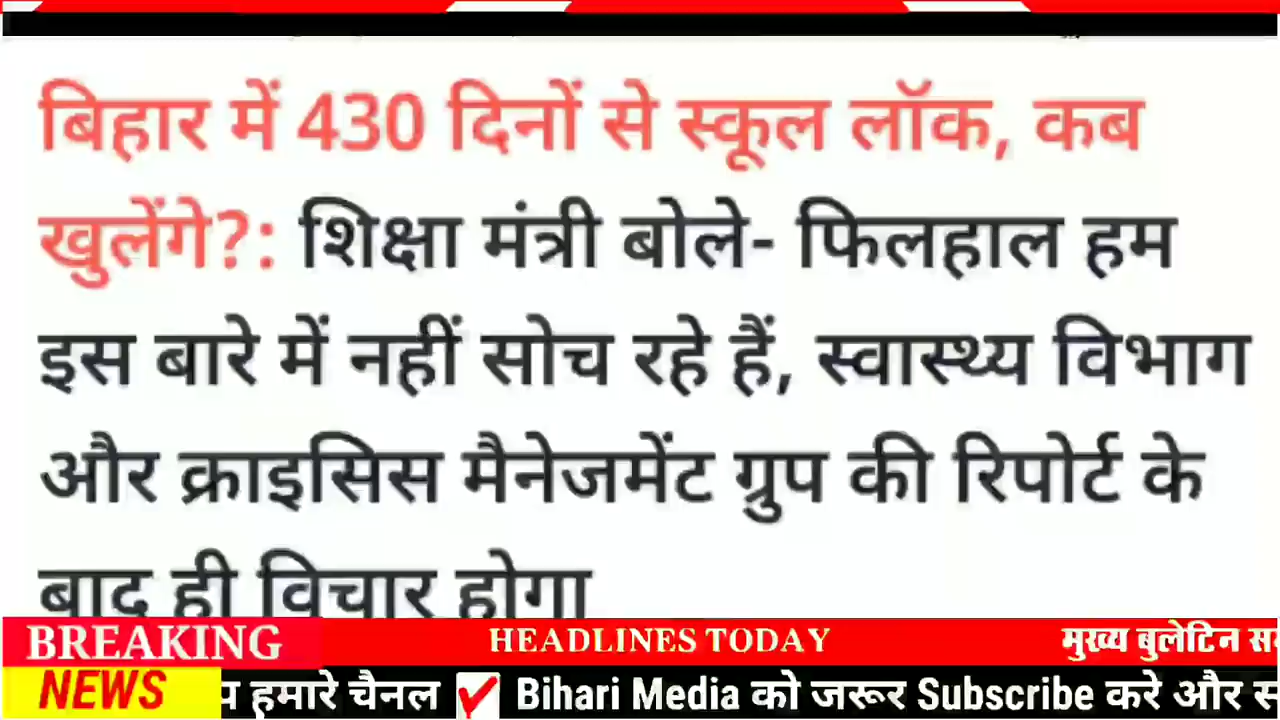 बिहार में 430 दिनों से स्कूल लॉक, कब
खुलेंगे?: शिक्षा मंत्री बोले- फिलहाल हम
इस बारे में नहीं सोच रहे हैं, स्वास्थ्य विभाग
और क्राइसिस मैनेजमेंट ग्रुप की रिपोर्ट के
बाद ही विचार होगा
BREAKING HEADLINES TODAY मुख्य बुलेटिन
NEWS हमारे चैनल Bihari Media को जरूर Subscribe करे और